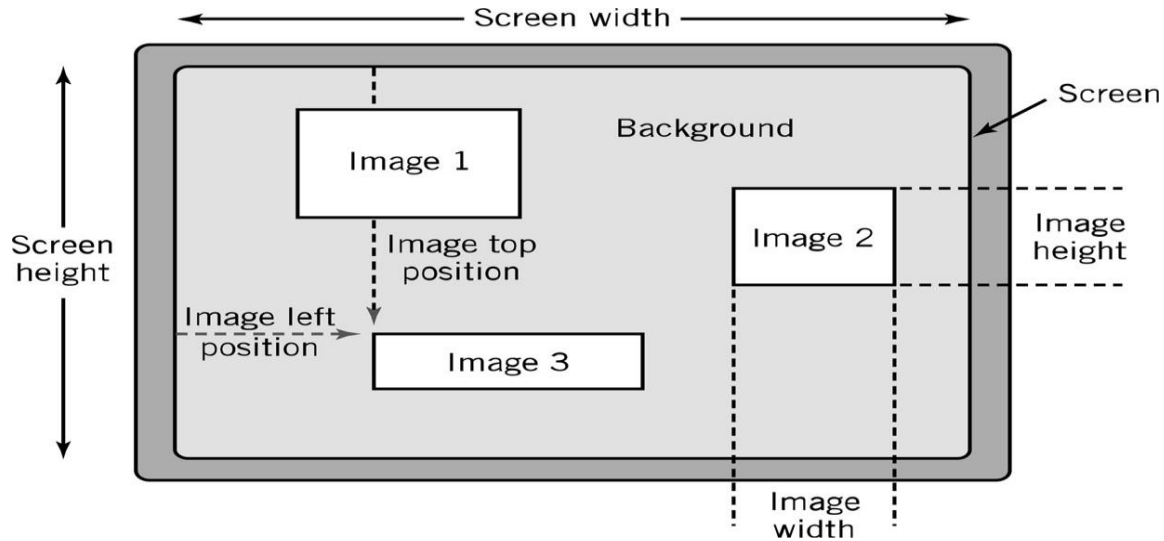 Screen width
Screen
Background
Image 1
Image 2
Image
height
Screen
height
Image top
position
Image left
position
Image 3
Image
width